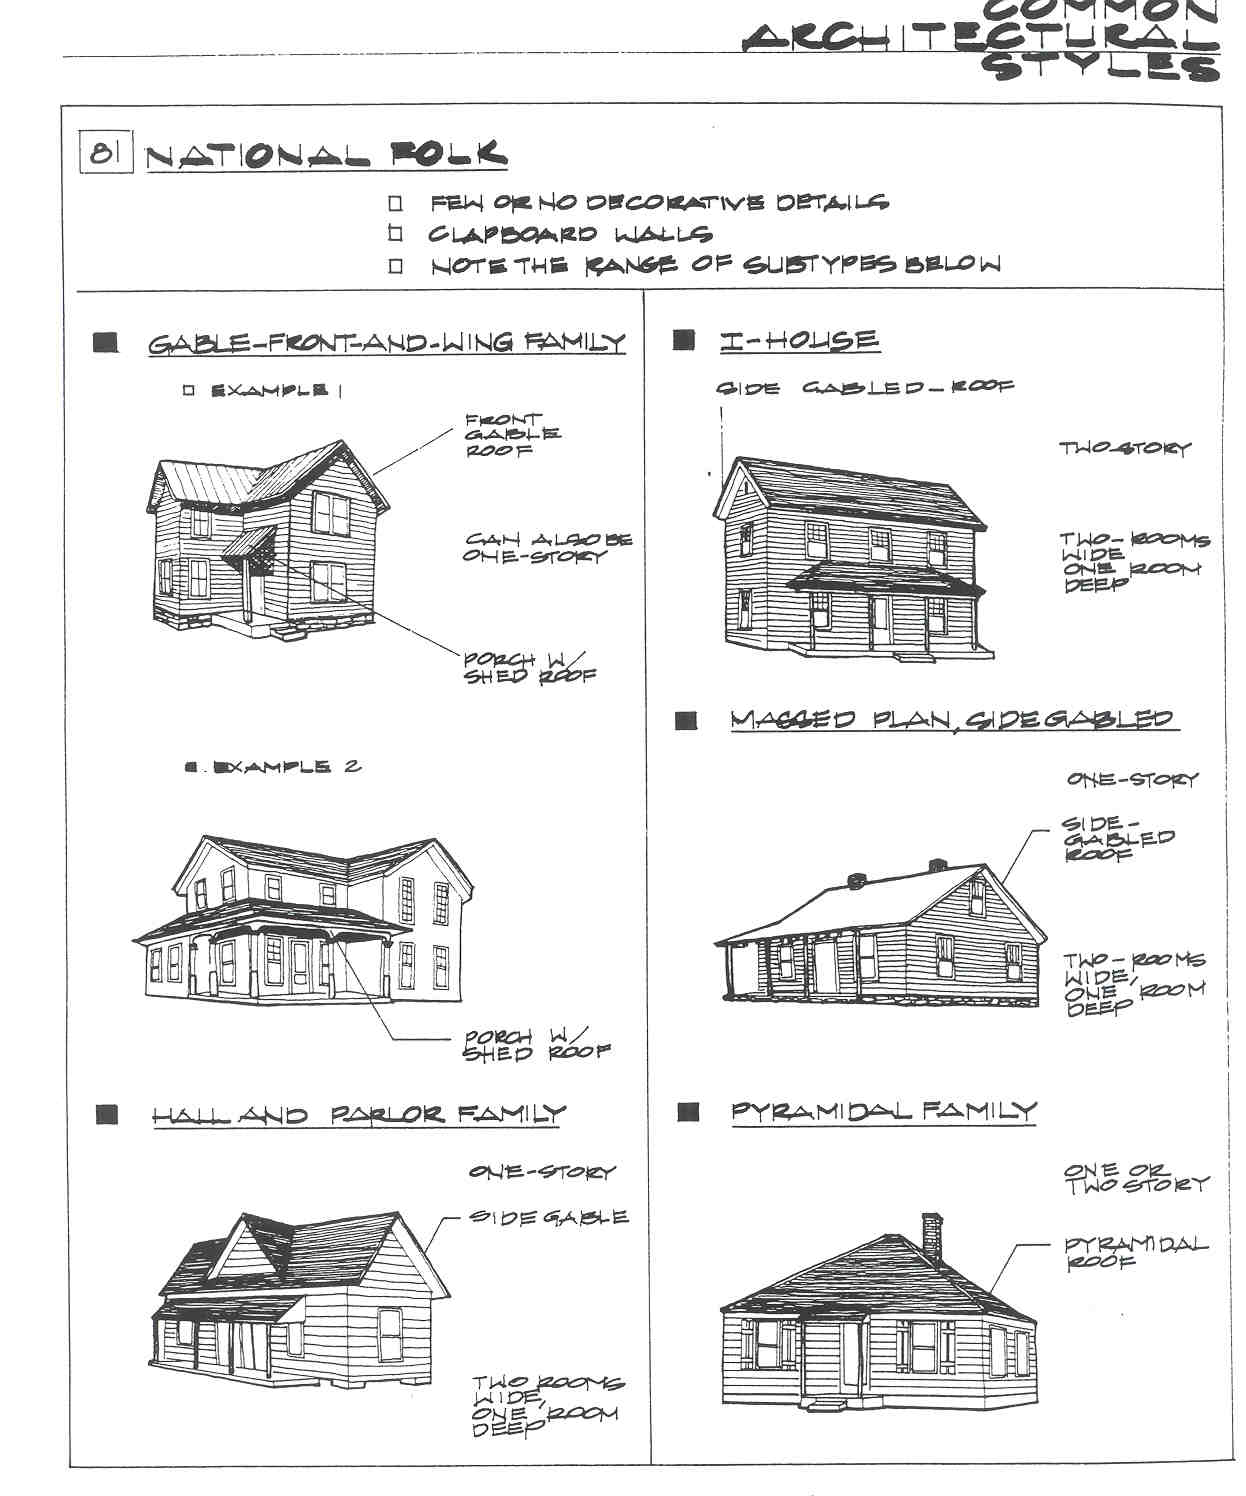 COMMON
ARCHITECTURAL
STYLES
81 NATIONAL FOLK
FEW OR NO DECORATIVE DETAILS
CLAPBOARD WALLS
NOTE THE RANGE OF SUBTYPES BELOW
GABLE-FRONT-AND-WING FAMILY
EXAMPLE 1
FRONT
GABLE
ROOF
CAN ALSO BE
ONE-STORY
PORCH W/
SHED ROOF
EXAMPLE 2
PORCH W/
SHED ROOF
HALL AND PARLOR FAMILY
ONE-STORY
SIDE GABLE
TWO ROOMS
WIDE,
ONE ROOM
DEEP
I-HOUSE
SIDE GABLED-ROOF
TWO-STORY
TWO-ROOMS
WIDE
ONE ROOM
DEEP
MASSED PLAN, SIDE GABLED
ONE-STORY
SIDE-
GABLED
ROOF
TWO-ROOMS
WIDE,
ONE ROOM
DEEP
PYRAMIDAL FAMILY
ONE OR
TWO STORY
PYRAMIDAL
ROOF